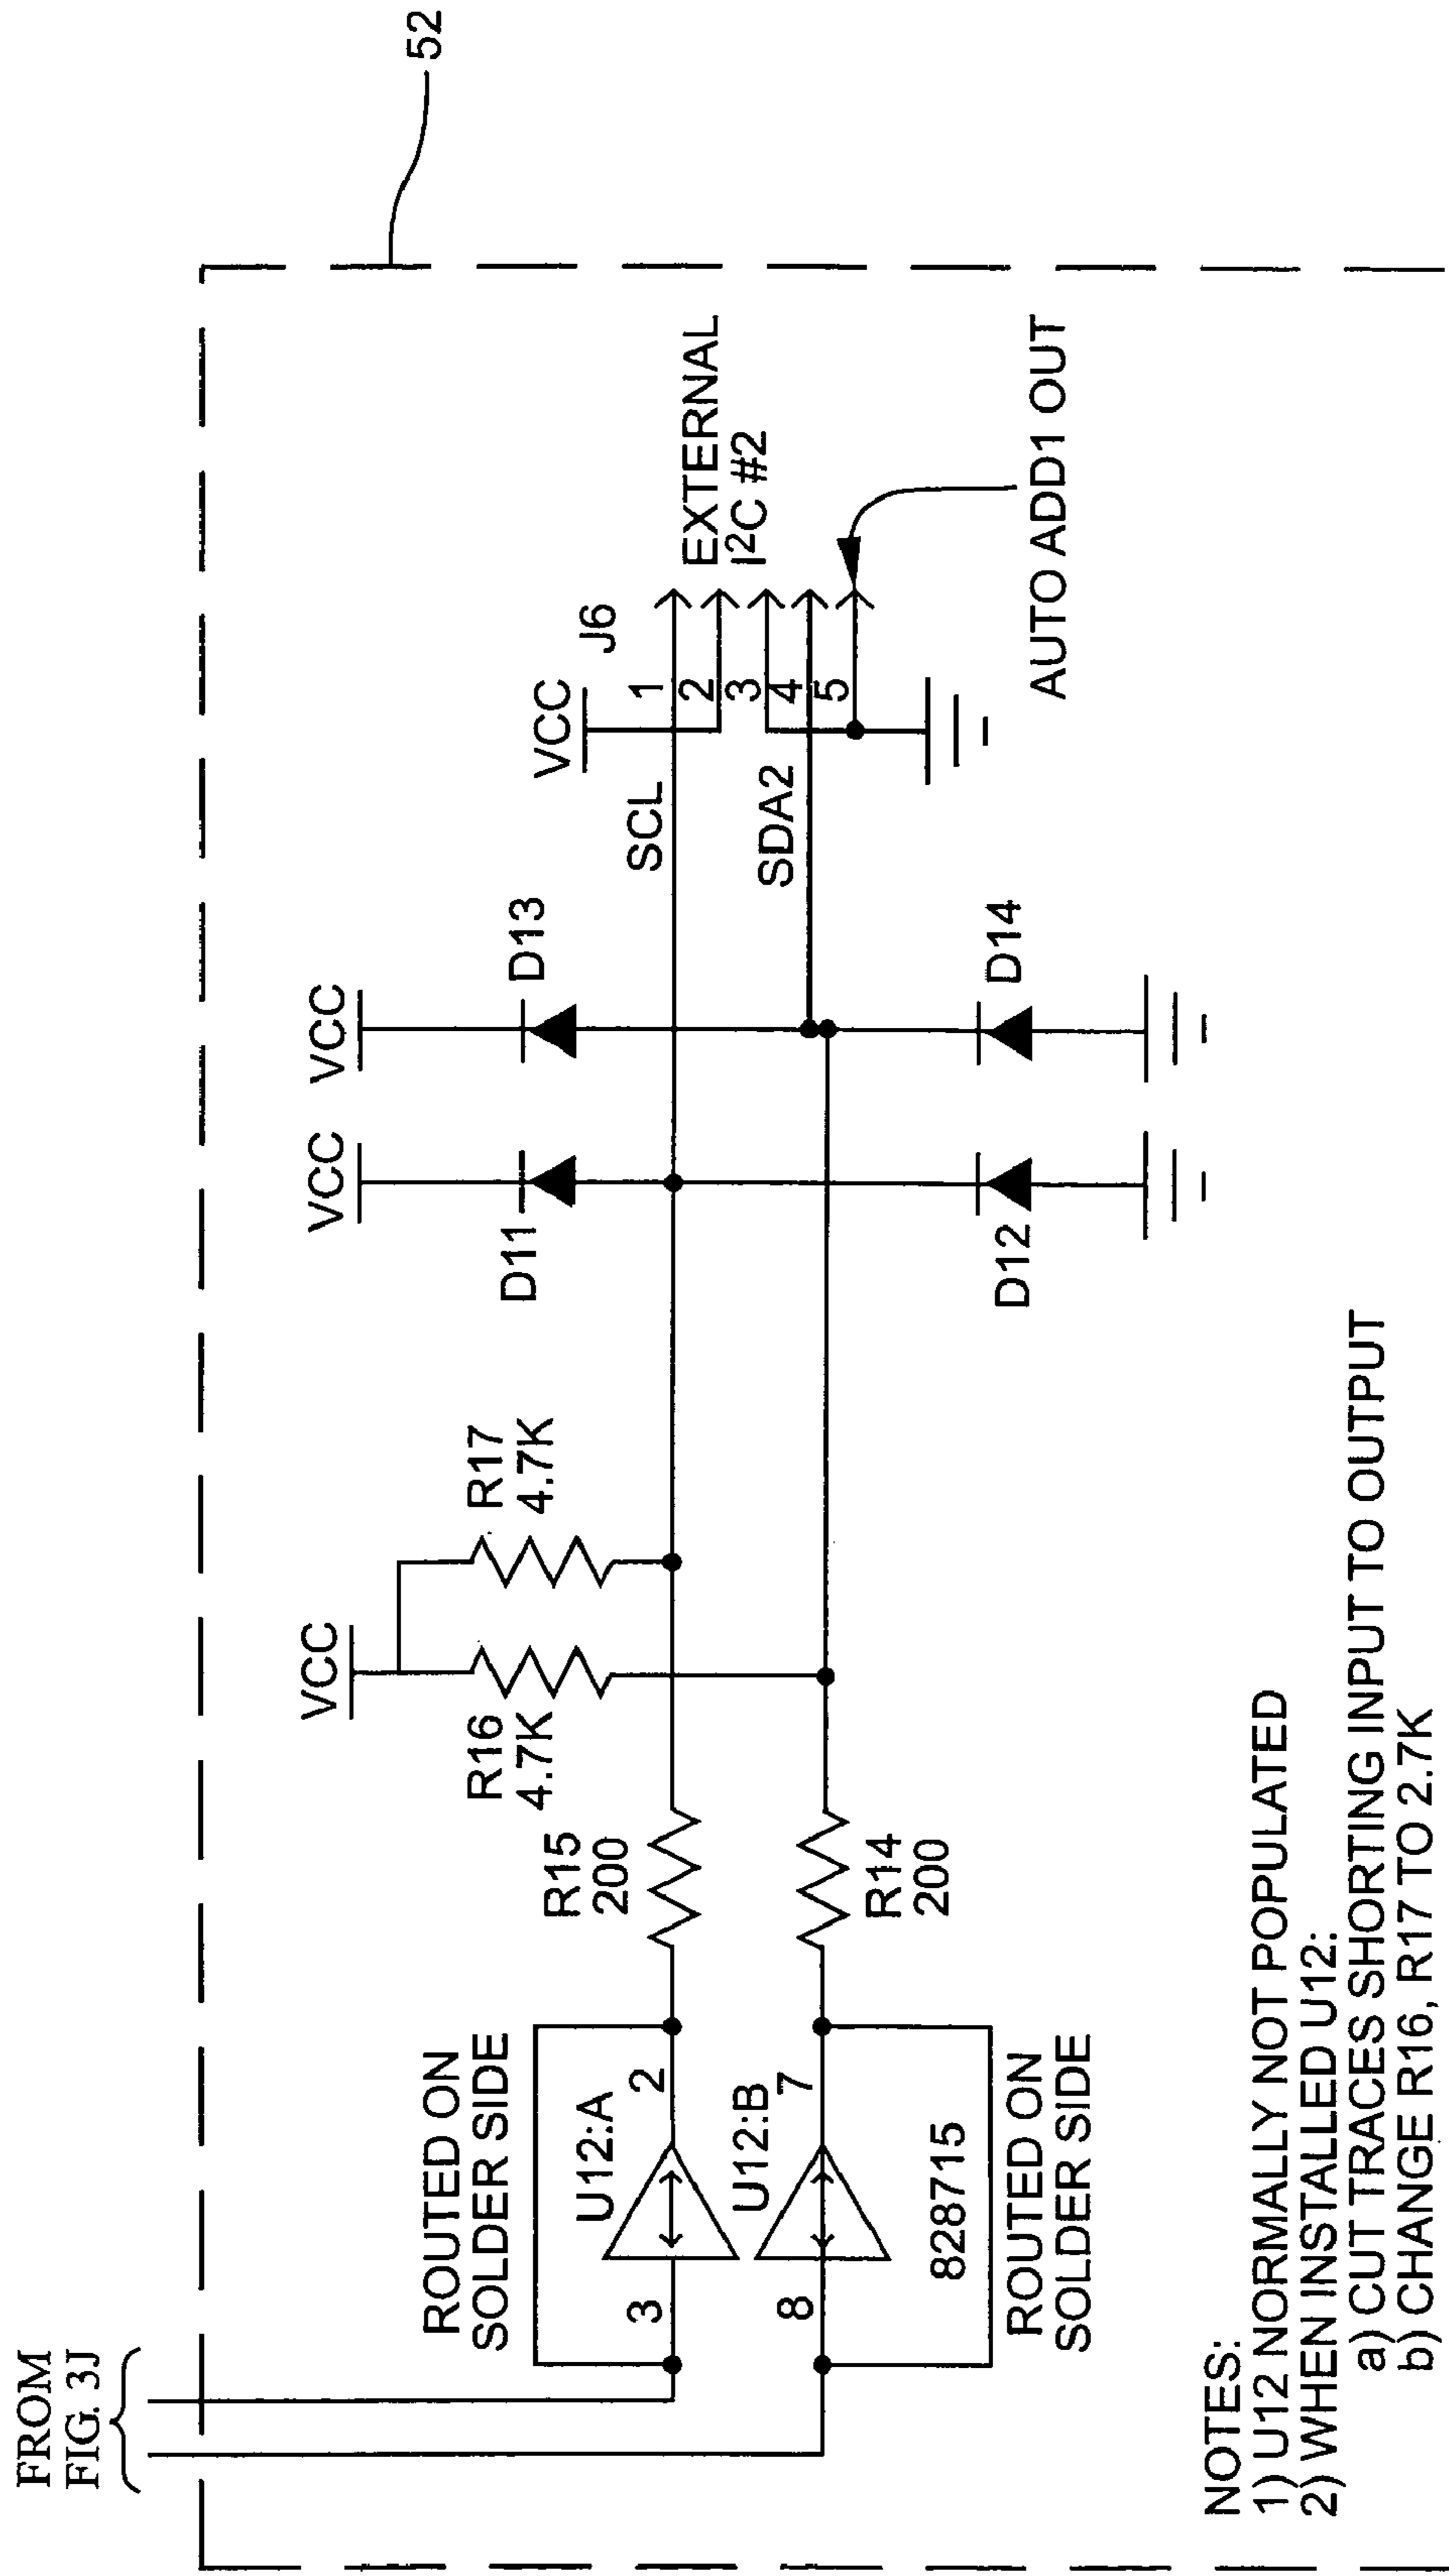 FROM
FIG. 3J
52
ROUTED ON
SOLDER SIDE
U12:A
3
2
U12:B
8
7
828715
ROUTED ON
SOLDER SIDE
R15
200
R14
200
VCC
R16
4.7K
R17
4.7K
VCC
D11
D12
VCC
D13
D14
SCL
SDA2
VCC
J6
1
2
3
4
5
EXTERNAL
I²C #2
AUTO ADD1 OUT
NOTES:
1) U12 NORMALLY NOT POPULATED
2) WHEN INSTALLED U12:
a) CUT TRACES SHORTING INPUT TO OUTPUT
b) CHANGE R16, R17 TO 2.7K